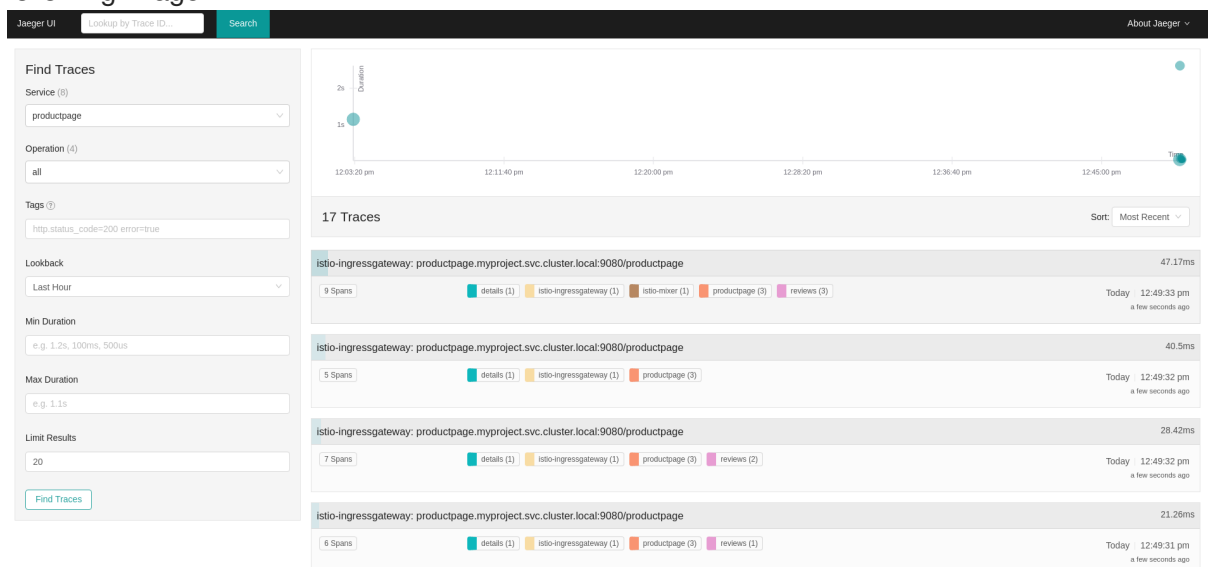 Jaeger UI Lookup by Trace ID... Search About Jaeger
Find Traces
Service (8)
productpage
Operation (4)
all
Tags
http.status_code=200 error=true
Lookback
Last Hour
Min Duration
e.g. 1.2s, 100ms, 500us
Max Duration
e.g. 1.1s
Limit Results
20
Find Traces
Duration
2s
1s
Time
12:03:20 pm 12:11:40 pm 12:20:00 pm 12:28:20 pm 12:36:40 pm 12:45:00 pm
17 Traces Sort: Most Recent
istio-ingressgateway: productpage.myproject.svc.cluster.local:9080/productpage 47.17ms
9 Spans details (1) istio-ingressgateway (1) istio-mixer (1) productpage (3) reviews (3) Today 12:49:33 pm
a few seconds ago
istio-ingressgateway: productpage.myproject.svc.cluster.local:9080/productpage 40.5ms
5 Spans details (1) istio-ingressgateway (1) productpage (3) Today 12:49:32 pm
a few seconds ago
istio-ingressgateway: productpage.myproject.svc.cluster.local:9080/productpage 28.42ms
7 Spans details (1) istio-ingressgateway (1) productpage (3) reviews (2) Today 12:49:32 pm
a few seconds ago
istio-ingressgateway: productpage.myproject.svc.cluster.local:9080/productpage 21.26ms
6 Spans details (1) istio-ingressgateway (1) productpage (3) reviews (1) Today 12:49:31 pm
a few seconds ago